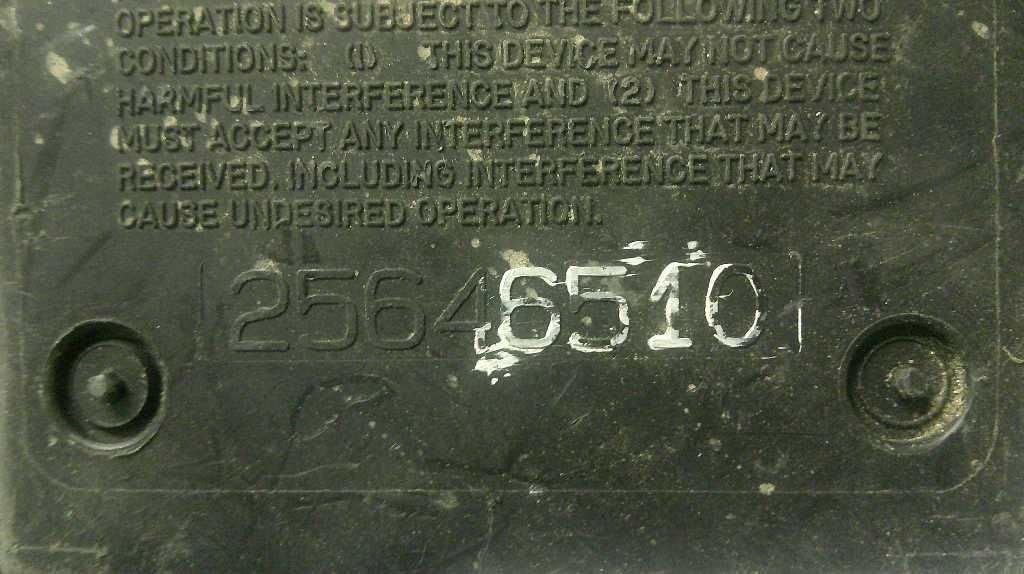 OPERATION IS SUBJECT TO THE FOLLOWING TWO
CONDITIONS: (1) THIS DEVICE MAY NOT CAUSE
HARMFUL INTERFERENCE AND (2) THIS DEVICE
MUST ACCEPT ANY INTERFERENCE THAT MAY BE
RECEIVED, INCLUDING INTERFERENCE THAT MAY
CAUSE UNDESIRED OPERATION.
25646510